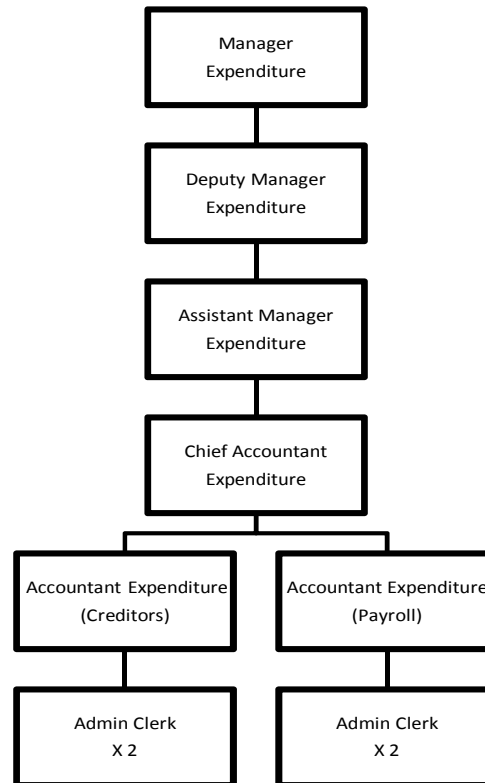 Manager
Expenditure
Deputy Manager
Expenditure
Assistant Manager
Expenditure
Chief Accountant
Expenditure
Accountant Expenditure
(Creditors)
Accountant Expenditure
(Payroll)
Admin Clerk
X 2
Admin Clerk
X 2